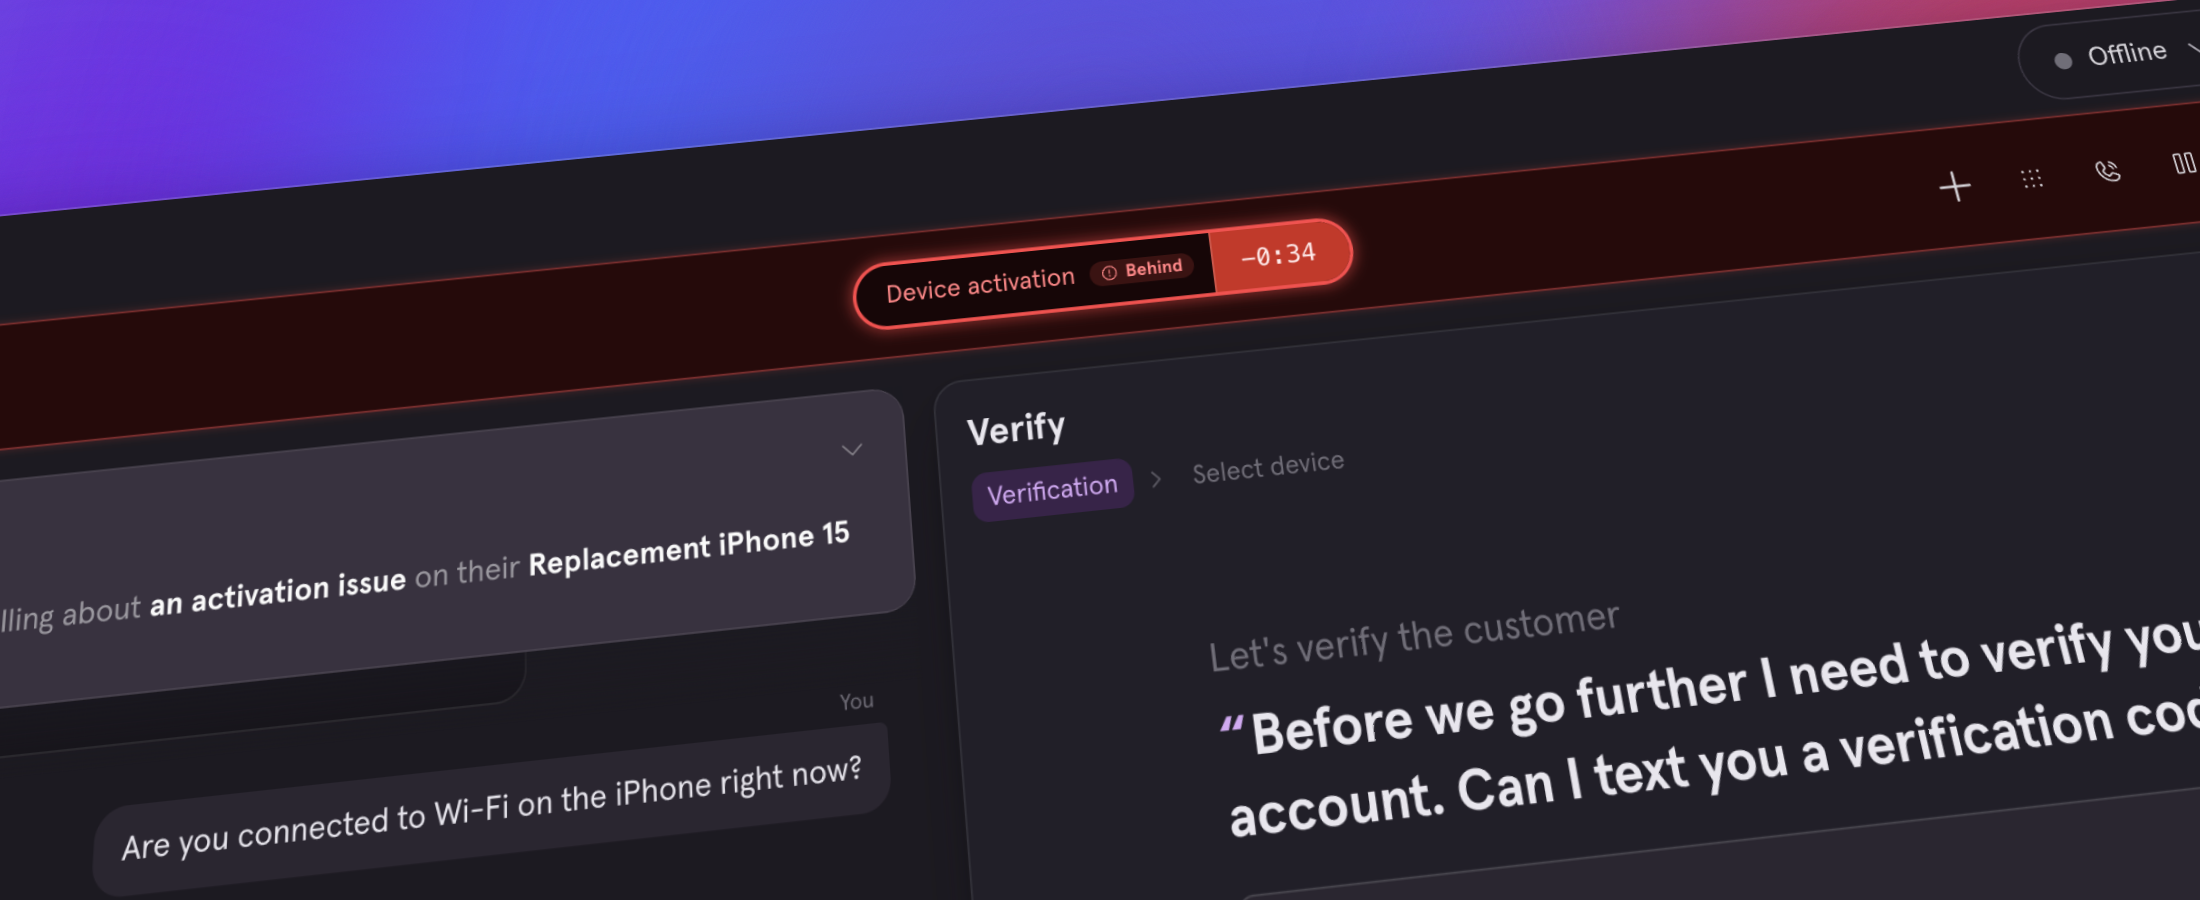 Offline
Device activation Behind −0:34
Verify
Verification Select device
lling about an activation issue on their Replacement iPhone 15
Let's verify the customer
“Before we go further I need to verify you
account. Can I text you a verification cod
You
Are you connected to Wi-Fi on the iPhone right now?